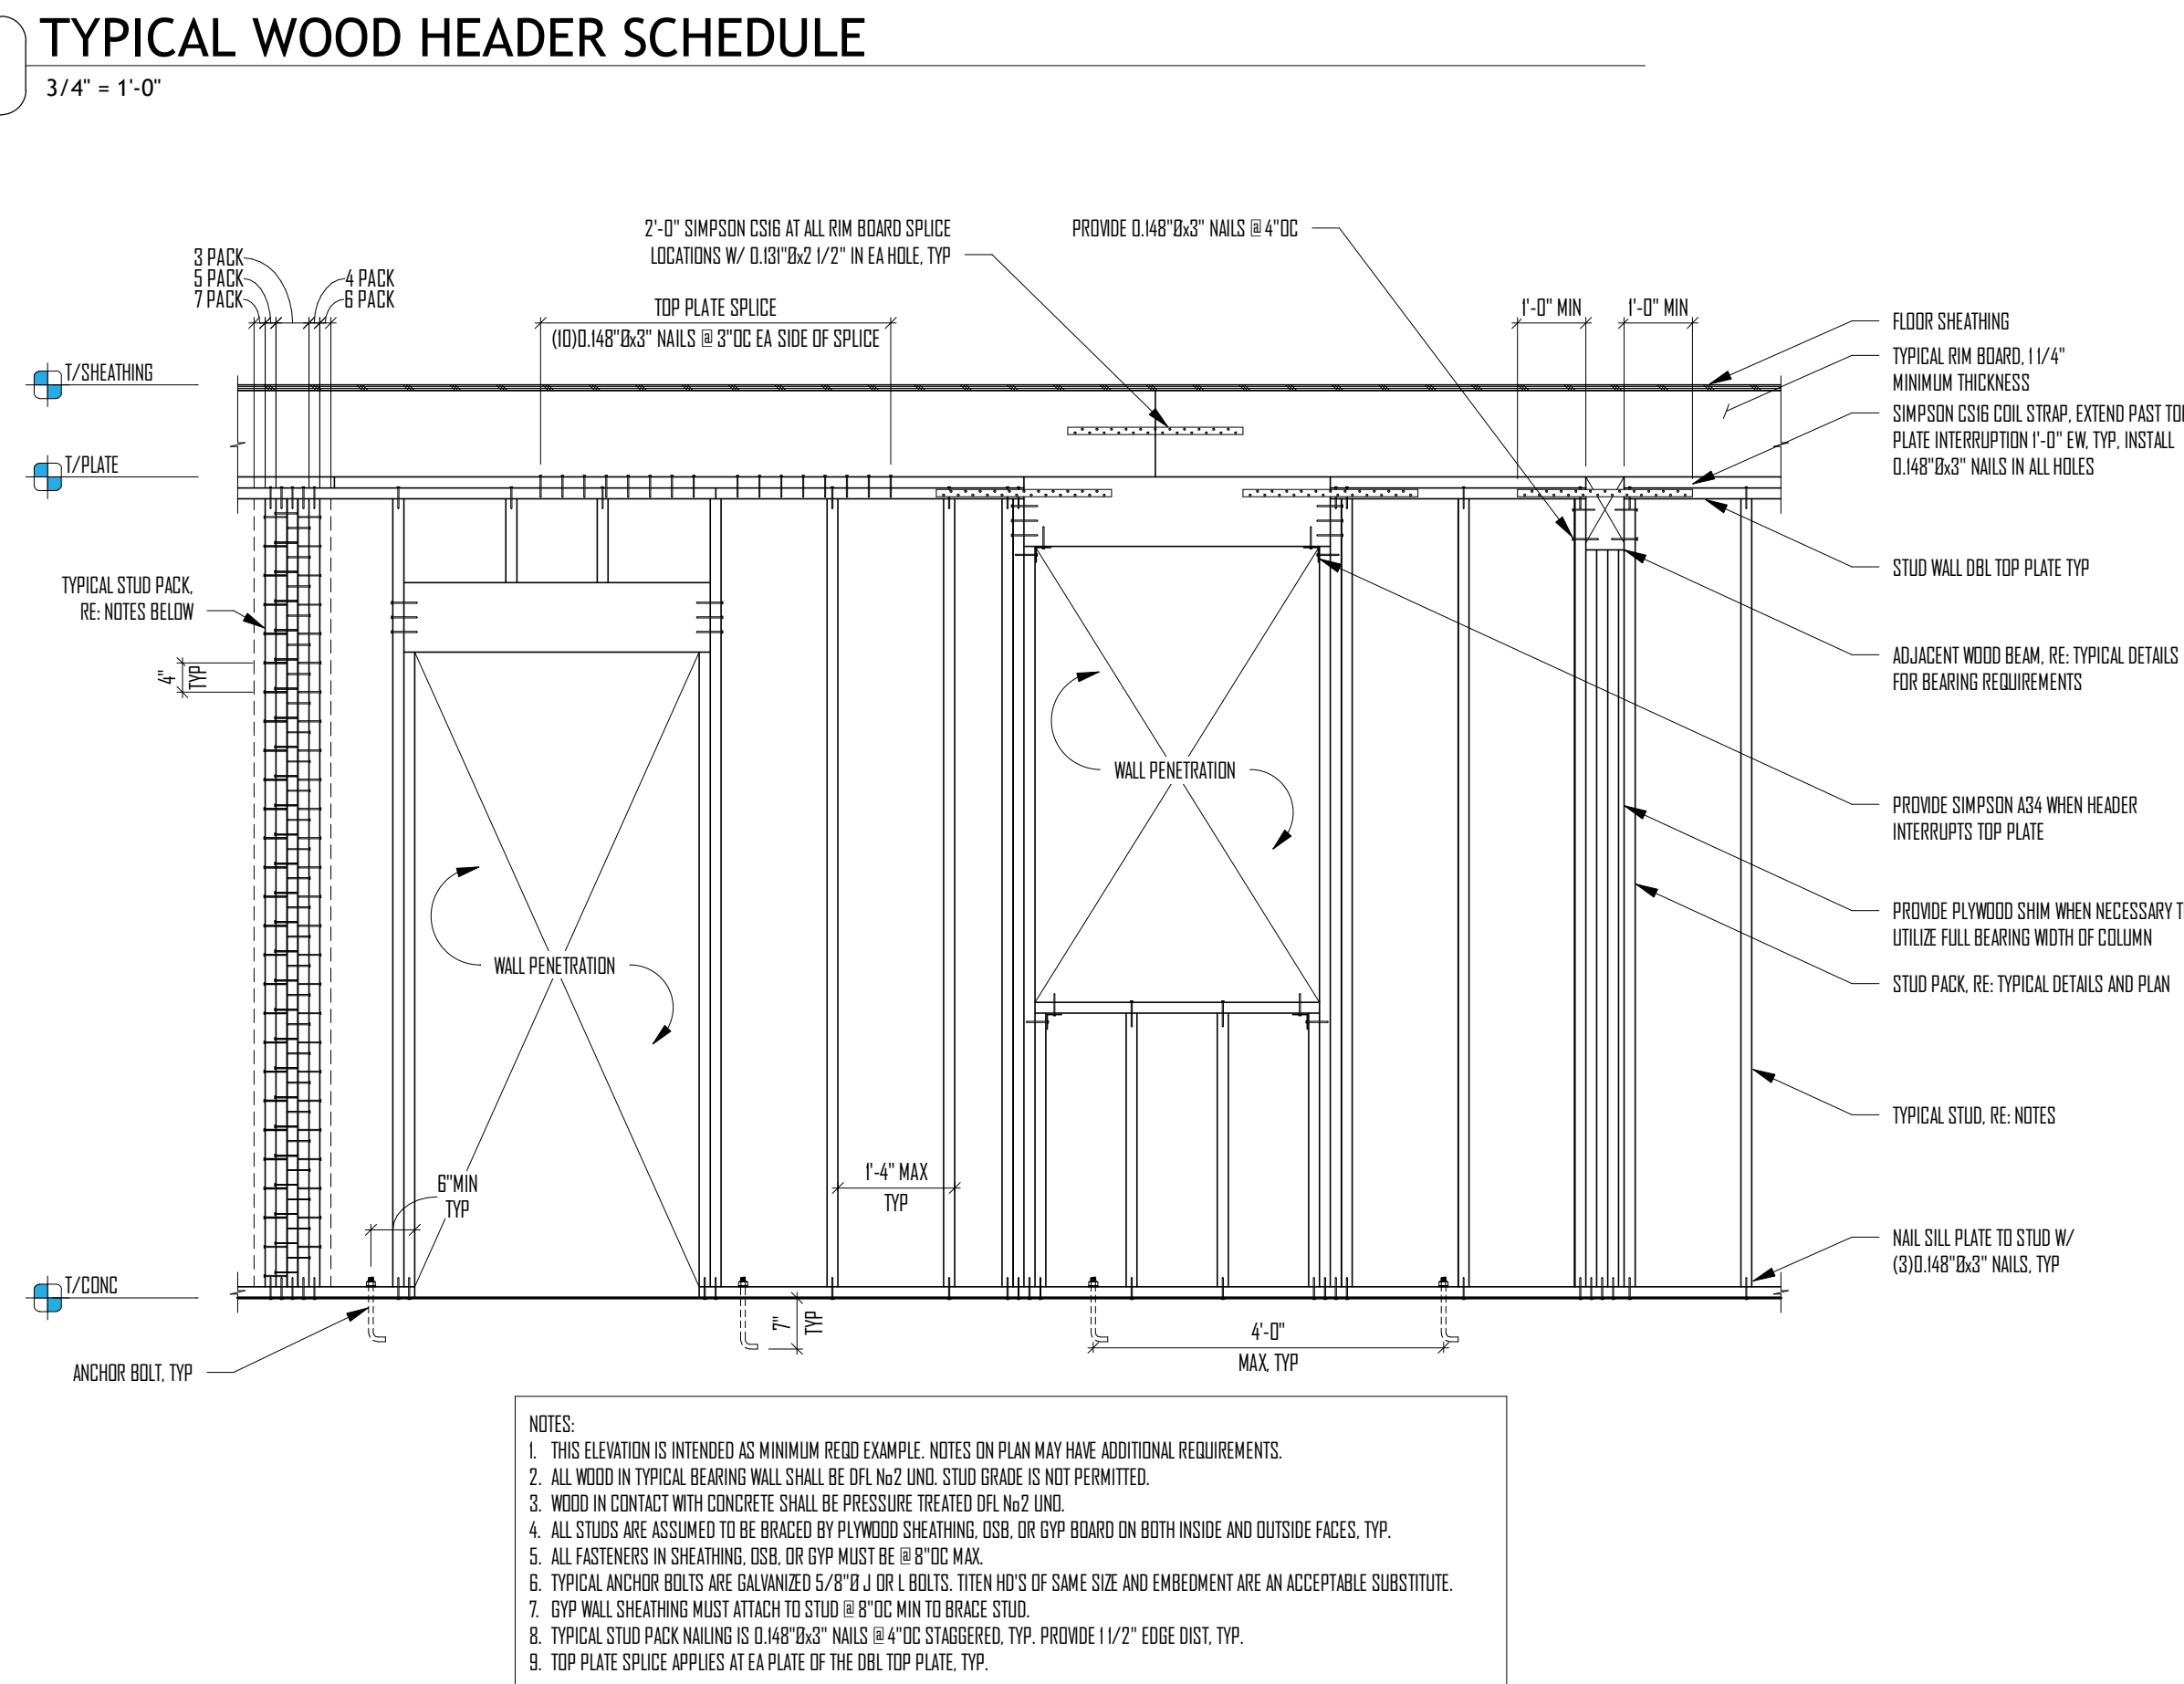 TYPICAL WOOD HEADER SCHEDULE
3/4" = 1'-0"
2'-0" SIMPSON CS16 AT ALL RIM BOARD SPLICE
LOCATIONS W/ 0.131"Øx2 1/2" IN EA HOLE, TYP
PROVIDE 0.148"Øx3" NAILS @ 4"OC
3 PACK
5 PACK
7 PACK
4 PACK
6 PACK
TOP PLATE SPLICE
(10)0.148"Øx3" NAILS @ 3"OC EA SIDE OF SPLICE
1'-0" MIN
1'-0" MIN
T/SHEATHING
T/PLATE
T/CONC
TYPICAL STUD PACK,
RE: NOTES BELOW
4"
TYP
WALL PENETRATION
WALL PENETRATION
6"MIN
TYP
1'-4" MAX
TYP
7"
TYP
4'-0"
MAX, TYP
ANCHOR BOLT, TYP
FLOOR SHEATHING
TYPICAL RIM BOARD, 1 1/4"
MINIMUM THICKNESS
SIMPSON CS16 COIL STRAP, EXTEND PAST
PLATE INTERRUPTION 1'-0" EW, TYP, INSTALL
0.148"Øx3" NAILS IN ALL HOLES
STUD WALL DBL TOP PLATE TYP
ADJACENT WOOD BEAM, RE: TYPICAL DETAILS
FOR BEARING REQUIREMENTS
PROVIDE SIMPSON A34 WHEN HEADER
INTERRUPTS TOP PLATE
PROVIDE PLYWOOD SHIM WHEN NECESSARY
UTILIZE FULL BEARING WIDTH OF COLUMN
STUD PACK, RE: TYPICAL DETAILS AND PLAN
TYPICAL STUD, RE: NOTES
NAIL SILL PLATE TO STUD W/
(3)0.148"Øx3" NAILS, TYP
NOTES:
1. THIS ELEVATION IS INTENDED AS MINIMUM REQD EXAMPLE. NOTES ON PLAN MAY HAVE ADDITIONAL REQUIREMENTS.
2. ALL WOOD IN TYPICAL BEARING WALL SHALL BE DFL No2 UNO. STUD GRADE IS NOT PERMITTED.
3. WOOD IN CONTACT WITH CONCRETE SHALL BE PRESSURE TREATED DFL No2 UNO.
4. ALL STUDS ARE ASSUMED TO BE BRACED BY PLYWOOD SHEATHING, OSB, OR GYP BOARD ON BOTH INSIDE AND OUTSIDE FACES, TYP.
5. ALL FASTENERS IN SHEATHING, OSB, OR GYP MUST BE @ 8"OC MAX.
6. TYPICAL ANCHOR BOLTS ARE GALVANIZED 5/8"Ø J OR L BOLTS. TITEN HD'S OF SAME SIZE AND EMBEDMENT ARE AN ACCEPTABLE SUBSTITUTE.
7. GYP WALL SHEATHING MUST ATTACH TO STUD @ 8"OC MIN TO BRACE STUD.
8. TYPICAL STUD PACK NAILING IS 0.148"Øx3" NAILS @ 4"OC STAGGERED, TYP. PROVIDE 1 1/2" EDGE DIST, TYP.
9. TOP PLATE SPLICE APPLIES AT EA PLATE OF THE DBL TOP PLATE, TYP.